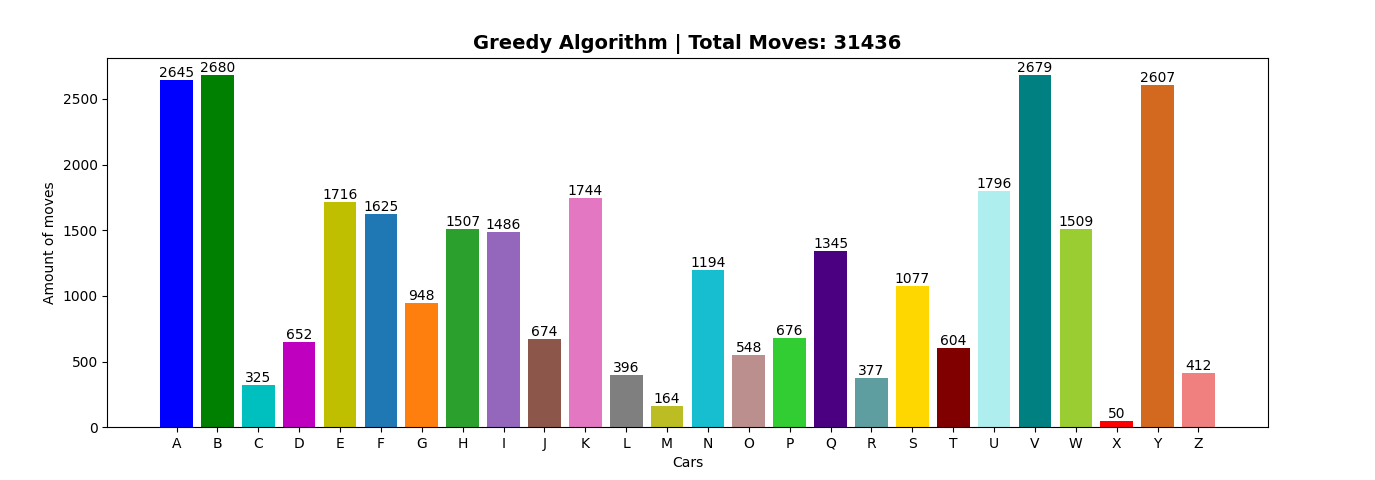 Greedy Algorithm | Total Moves: 31436
Amount of moves
2500
2000
1500
1000
500
0
2645 2680 325 652 1716 1625 948 1507 1486 674 1744 396 164 1194 548 676 1345 377 1077 604 1796 2679 1509 50 2607 412
A B C D E F G H I J K L M N O P Q R S T U V W X Y Z
Cars